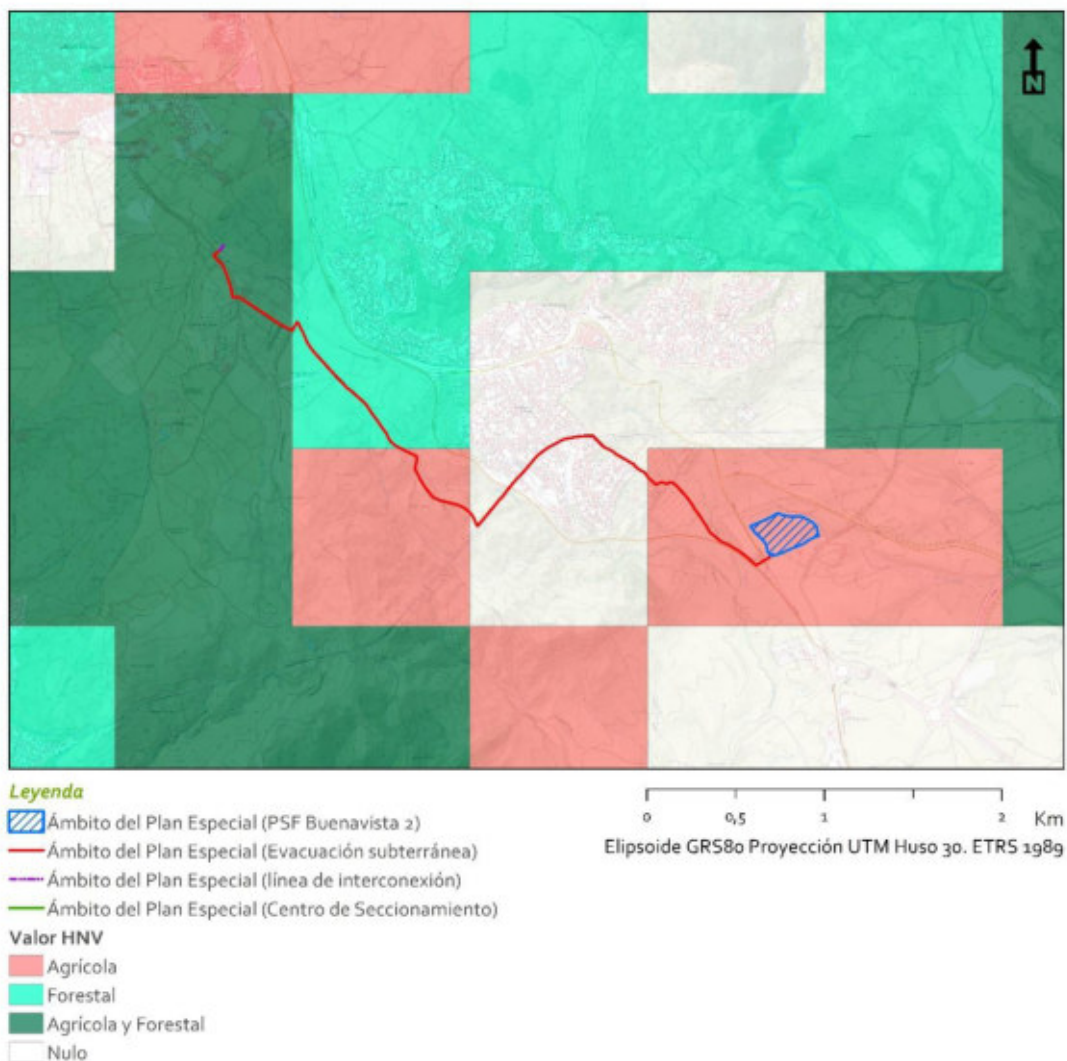 N
Leyenda
Ámbito del Plan Especial (PSF Buenavista 2)
Ámbito del Plan Especial (Evacuación subterránea)
Ámbito del Plan Especial (línea de interconexión)
Ámbito del Plan Especial (Centro de Seccionamiento)
Valor HNV
Agrícola
Forestal
Agrícola y Forestal
Nulo
0 0,5 1 2 Km
Elipsoide GRS80 Proyección UTM Huso 30. ETRS 1989